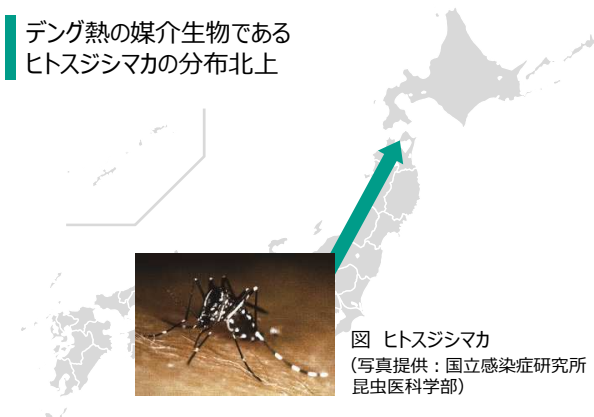 デング熱の媒介生物である
ヒトスジシマカの分布北上
図 ヒトスジシマカ
（写真提供：国立感染症研究所
昆虫医科学部）